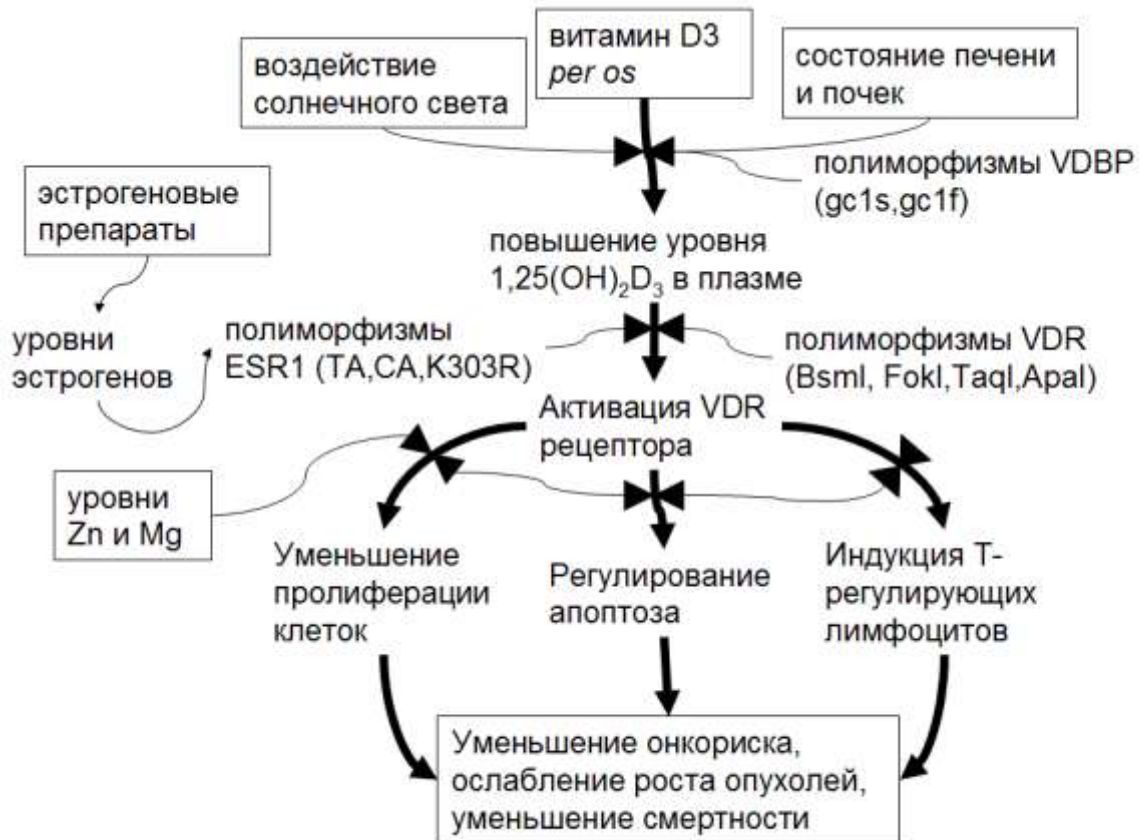 витамин D3
per os
воздействие
солнечного света
состояние печени
и почек
полиморфизмы VDBP
(gc1s,gc1f)
эстрогеновые
препараты
повышение уровня
1,25(OH)₂D₃ в плазме
уровни
эстрогенов
полиморфизмы
ESR1 (TA,CA,K303R)
полиморфизмы VDR
(BsmI, FokI,TaqI,ApaI)
Активация VDR
рецептора
уровни
Zn и Mg
Уменьшение
пролиферации
клеток
Регулирование
апоптоза
Индукция Т-
регулирующих
лимфоцитов
Уменьшение онкориска,
ослабление роста опухолей,
уменьшение смертности